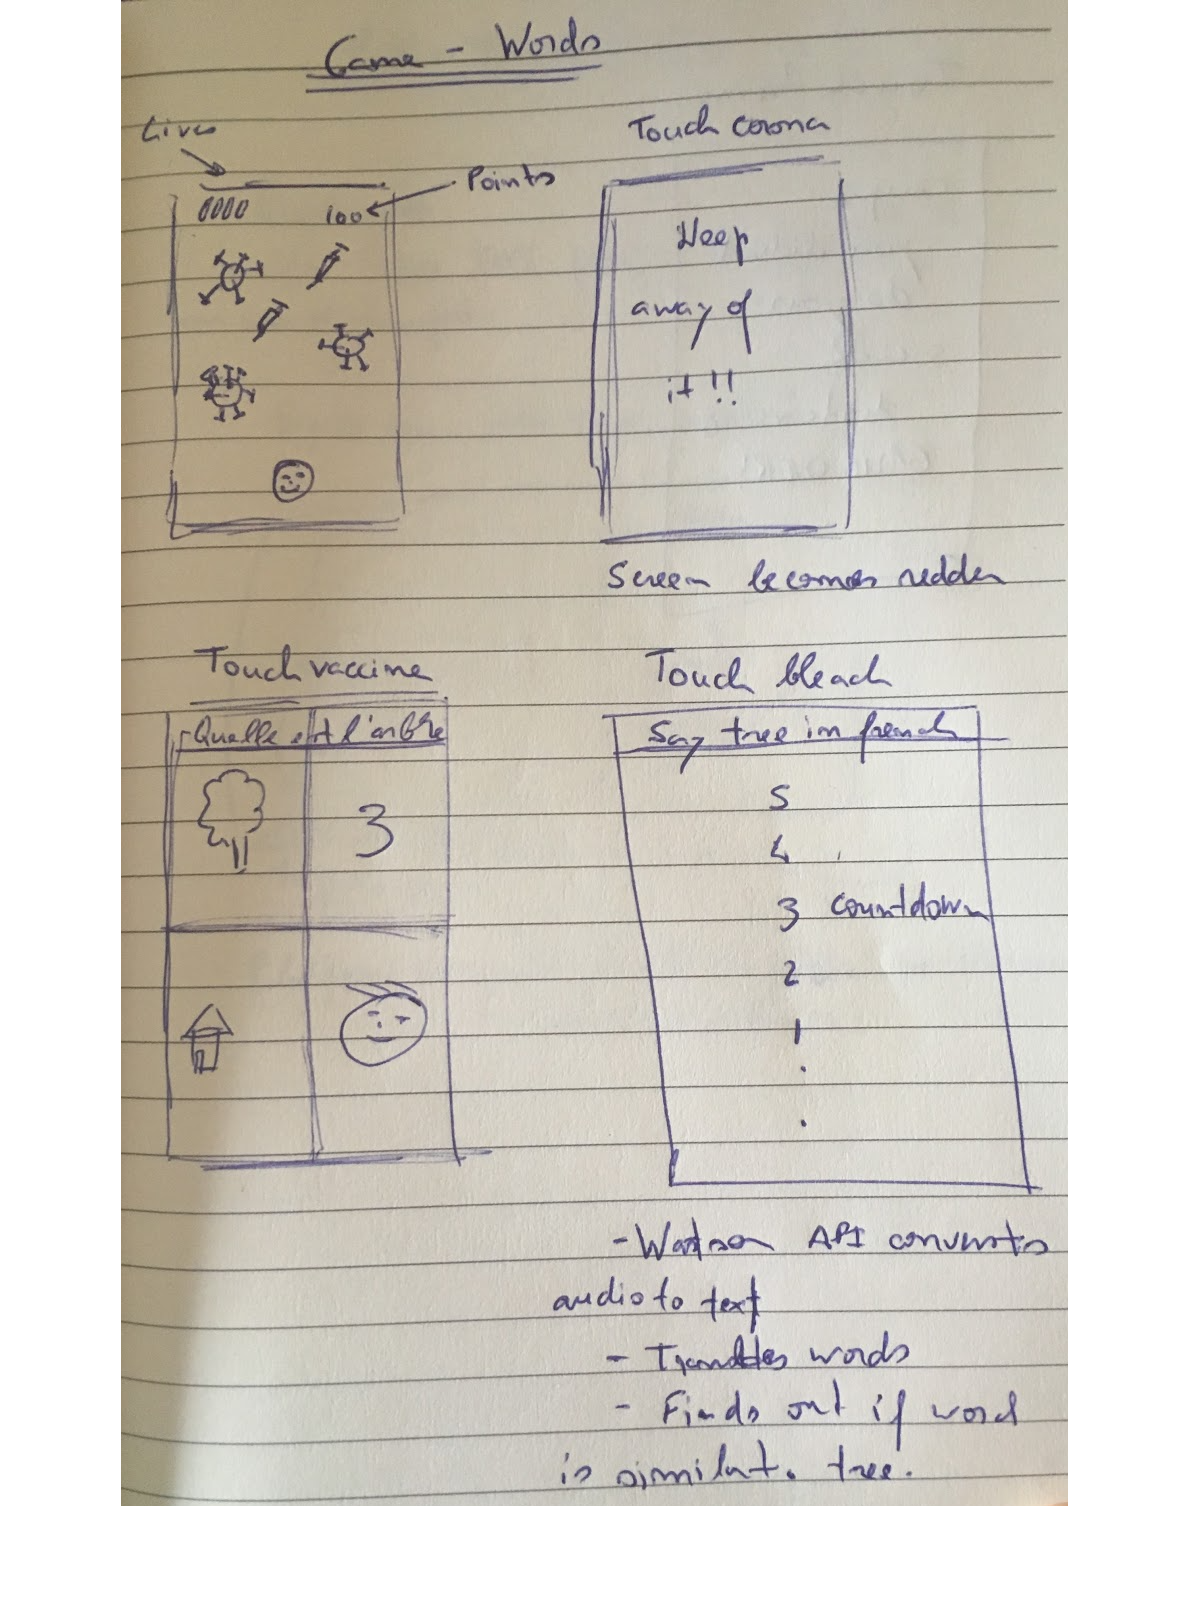 Game - Words
Lives
Points
100
Touch corona
Keep
away of
it !!
Screen becomes redder
Touch vaccine
Quelle est l'arbre
3
Touch bleach
Say tree in french
5
4
3 countdown
2
1
.
.
- Watson API converts
audio to text
- Translates words
- Finds out if word
is similar t. tree.